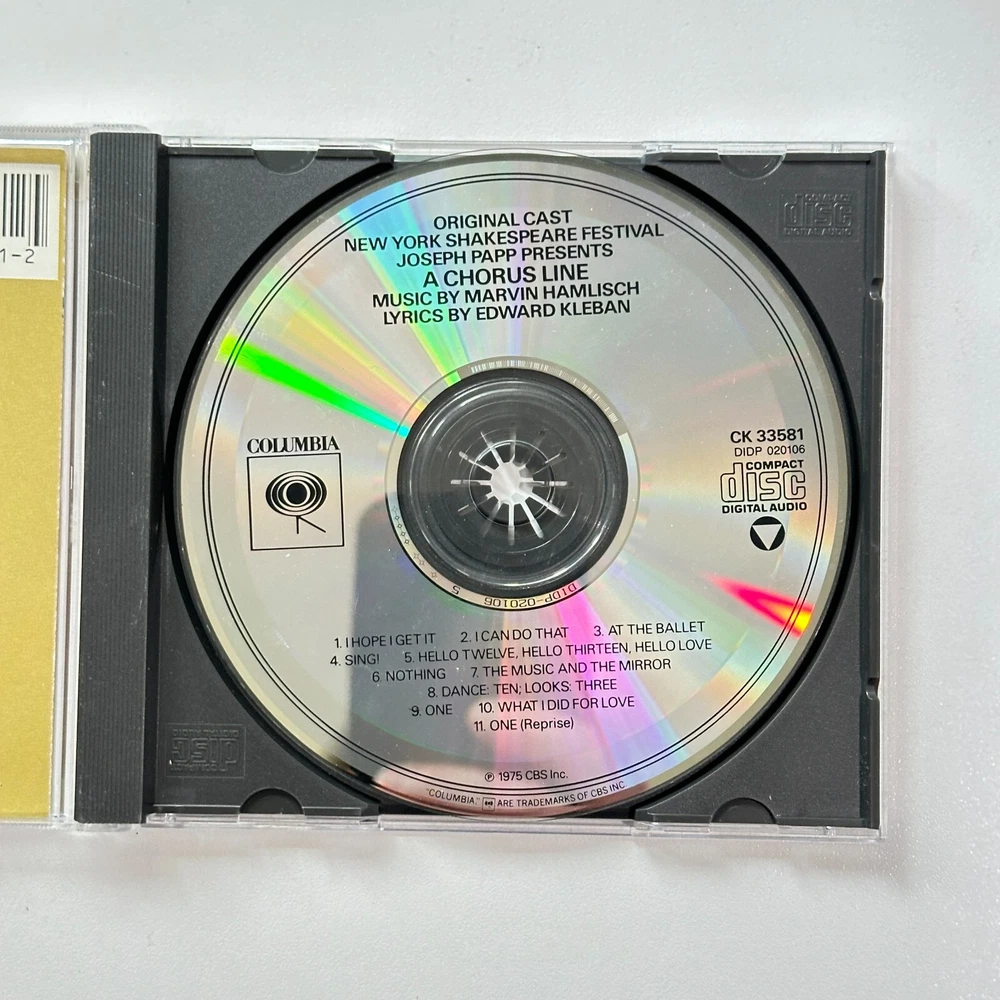 1-2
ORIGINAL CAST
NEW YORK SHAKESPEARE FESTIVAL
JOSEPH PAPP PRESENTS
A CHORUS LINE
MUSIC BY MARVIN HAMLISCH
LYRICS BY EDWARD KLEBAN
COLUMBIA
CK 33581
DIDP 020106
COMPACT
disc
DIGITAL AUDIO
COMPACT
disc
DIGITAL AUDIO
DIDP-020106 5
1. I HOPE I GET IT 2. I CAN DO THAT 3. AT THE BALLET
4. SING! 5. HELLO TWELVE, HELLO THIRTEEN, HELLO LOVE
6. NOTHING 7. THE MUSIC AND THE MIRROR
8. DANCE: TEN; LOOKS: THREE
9. ONE 10. WHAT I DID FOR LOVE
11. ONE (Reprise)
℗ 1975 CBS Inc.
"COLUMBIA," ARE TRADEMARKS OF CBS INC.